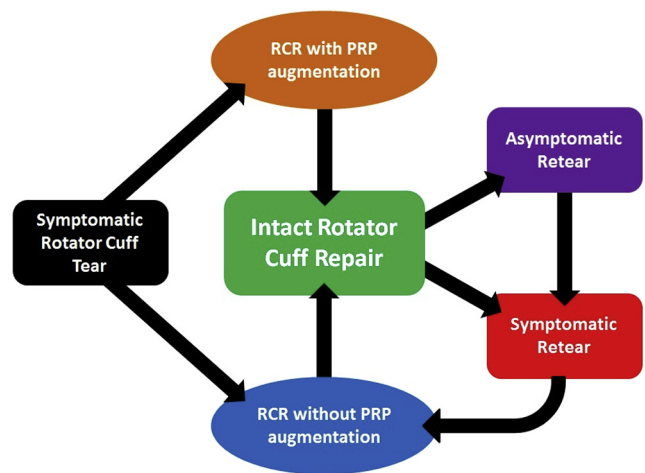 RCR with PRP
augmentation
Asymptomatic
Retear
Symptomatic
Rotator Cuff
Tear
Intact Rotator
Cuff Repair
Symptomatic
Retear
RCR without PRP
augmentation